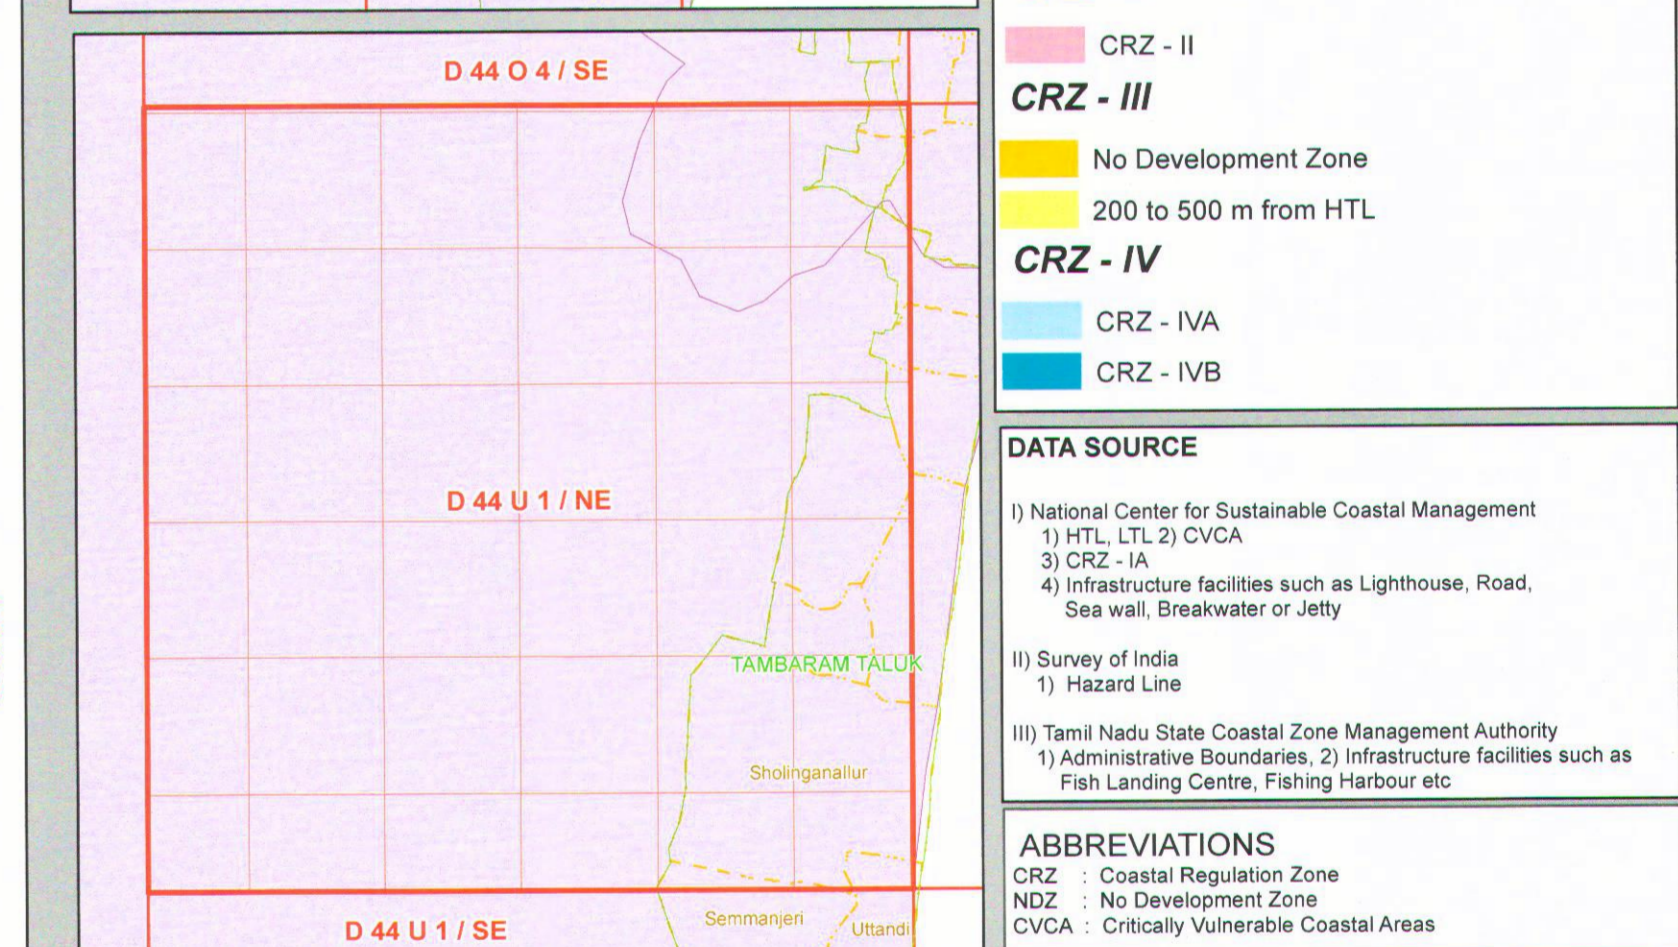 D 44 O 4 / SE
D 44 U 1 / NE
TAMBARAM TALUK
Sholinganallur
Semmanjeri
Uttandi
D 44 U 1 / SE
CRZ - II
CRZ - III
No Development Zone
200 to 500 m from HTL
CRZ - IV
CRZ - IVA
CRZ - IVB
DATA SOURCE
I) National Center for Sustainable Coastal Management
1) HTL, LTL 2) CVCA
3) CRZ - IA
4) Infrastructure facilities such as Lighthouse, Road,
Sea wall, Breakwater or Jetty
II) Survey of India
1) Hazard Line
III) Tamil Nadu State Coastal Zone Management Authority
1) Administrative Boundaries, 2) Infrastructure facilities such as
Fish Landing Centre, Fishing Harbour etc
ABBREVIATIONS
CRZ : Coastal Regulation Zone
NDZ : No Development Zone
CVCA : Critically Vulnerable Coastal Areas